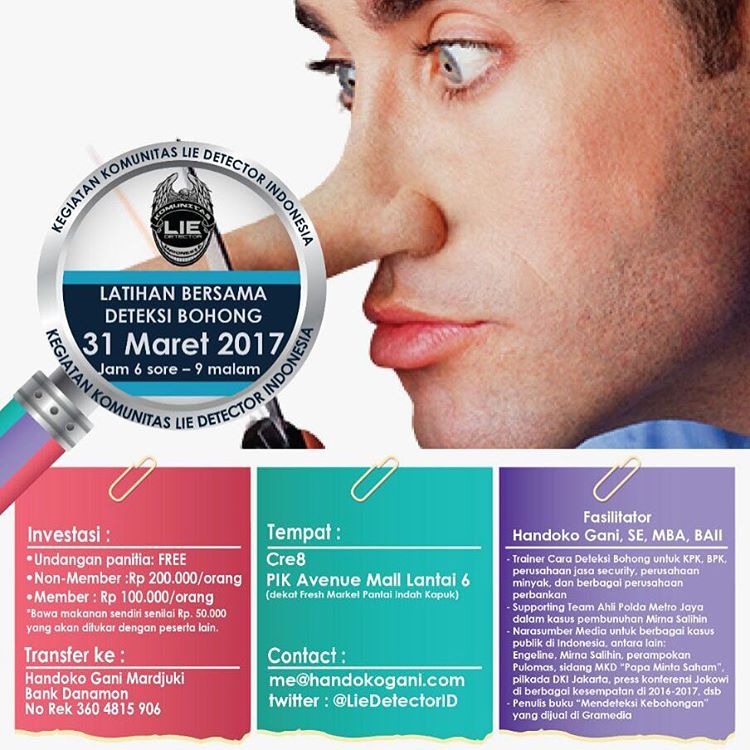 KEGIATAN KOMUNITAS LIE DETECTOR INDONESIA
KOMUNITAS
LIE
DETECTOR
INDONESIA
LATIHAN BERSAMA
DETEKSI BOHONG
31 Maret 2017
Jam 6 sore – 9 malam
KEGIATAN KOMUNITAS LIE DETECTOR INDONESIA
Investasi :
• Undangan panitia: FREE
• Non-Member :Rp 200.000/orang
• Member : Rp 100.000/orang
*Bawa makanan sendiri senilai Rp. 50.000
yang akan ditukar dengan peserta lain.
Transfer ke :
Handoko Gani Mardjuki
Bank Danamon
No Rek 360 4815 906
Tempat :
Cre8
PIK Avenue Mall Lantai 6
(dekat Fresh Market Pantai Indah Kapuk)
Contact :
me@handokogani.com
twitter : @LieDetectorID
Fasilitator
Handoko Gani, SE, MBA, BAII
- Trainer Cara Deteksi Bohong untuk KPK, BPK,
perusahaan jasa security, perusahaan
minyak, dan berbagai perusahaan
perbankan
- Supporting Team Ahli Polda Metro Jaya
dalam kasus pembunuhan Mirna Salihin
- Narasumber Media untuk berbagai kasus
publik di Indonesia, antara lain:
Engeline, Mirna Salihin, perampokan
Pulomas, sidang MKD “Papa Minta Saham”,
pilkada DKI Jakarta, press konferensi Jokowi
di berbagai kesempatan di 2016-2017, dsb
- Penulis buku “Mendeteksi Kebohongan”
yang dijual di Gramedia